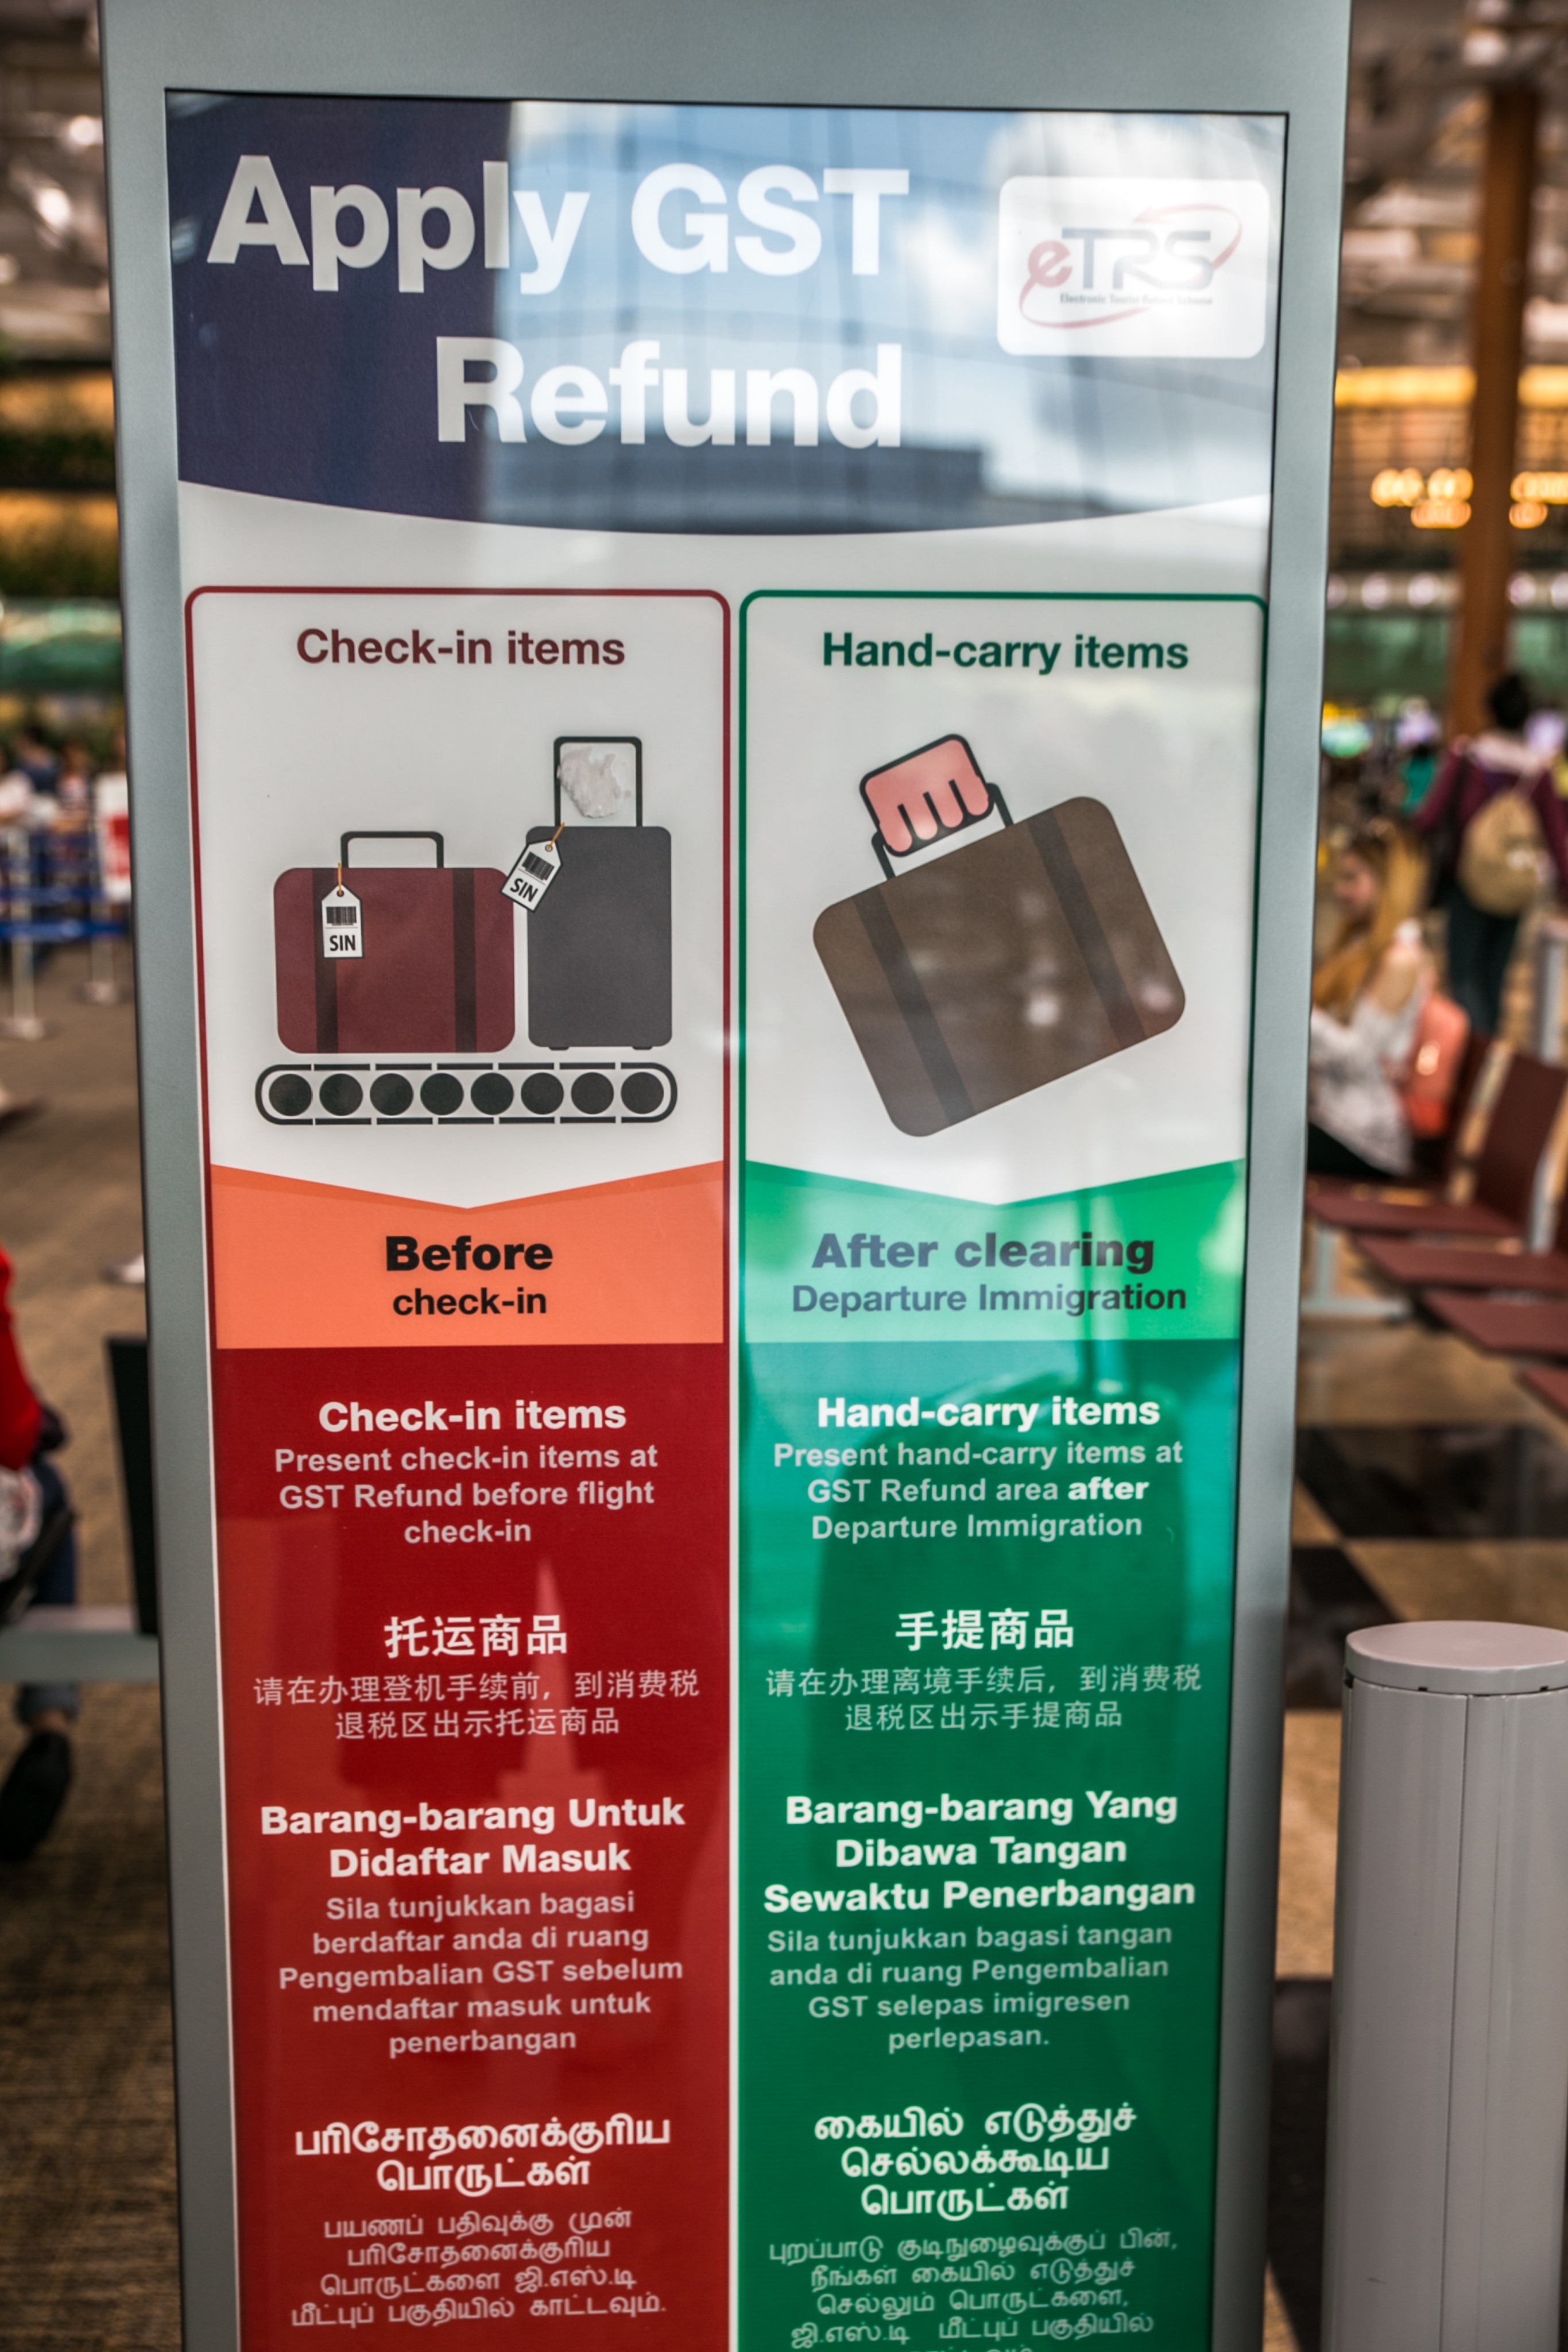 Apply GST
Refund
eTRS
Electronic Tourist Refund Scheme
Check-in items
SIN
SIN
Before
check-in
Check-in items
Present check-in items at
GST Refund before flight
check-in
托运商品
请在办理登机手续前，到消费税
退税区出示托运商品
Barang-barang Untuk
Didaftar Masuk
Sila tunjukkan bagasi
berdaftar anda di ruang
Pengembalian GST sebelum
mendaftar masuk untuk
penerbangan
பரிசோதனைக்குரிய
பொருட்கள்
பயணப் பதிவுக்கு முன்
பரிசோதனைக்குரிய
பொருட்களை ஜி.எஸ்.டி
மீட்புப் பகுதியில் காட்டவும்.
Hand-carry items
After clearing
Departure Immigration
Hand-carry items
Present hand-carry items at
GST Refund area after
Departure Immigration
手提商品
请在办理离境手续后，到消费税
退税区出示手提商品
Barang-barang Yang
Dibawa Tangan
Sewaktu Penerbangan
Sila tunjukkan bagasi tangan
anda di ruang Pengembalian
GST selepas imigresen
perlepasan.
கையில் எடுத்துச்
செல்லக்கூடிய
பொருட்கள்
புறப்பாடு குடிநுழைவுக்குப் பின்,
நீங்கள் கையில் எடுத்துச்
செல்லும் பொருட்களை,
ஜி.எஸ்.டி மீட்புப் பகுதியில்